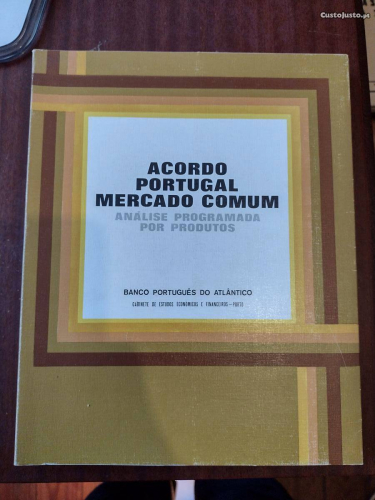 CustoJusto.pt
ACORDO
PORTUGAL
MERCADO COMUM
ANÁLISE PROGRAMADA
POR PRODUTOS
BANCO PORTUGUÊS DO ATLÂNTICO
GABINETE DE ESTUDOS ECONÓMICOS E FINANCEIROS — PORTO